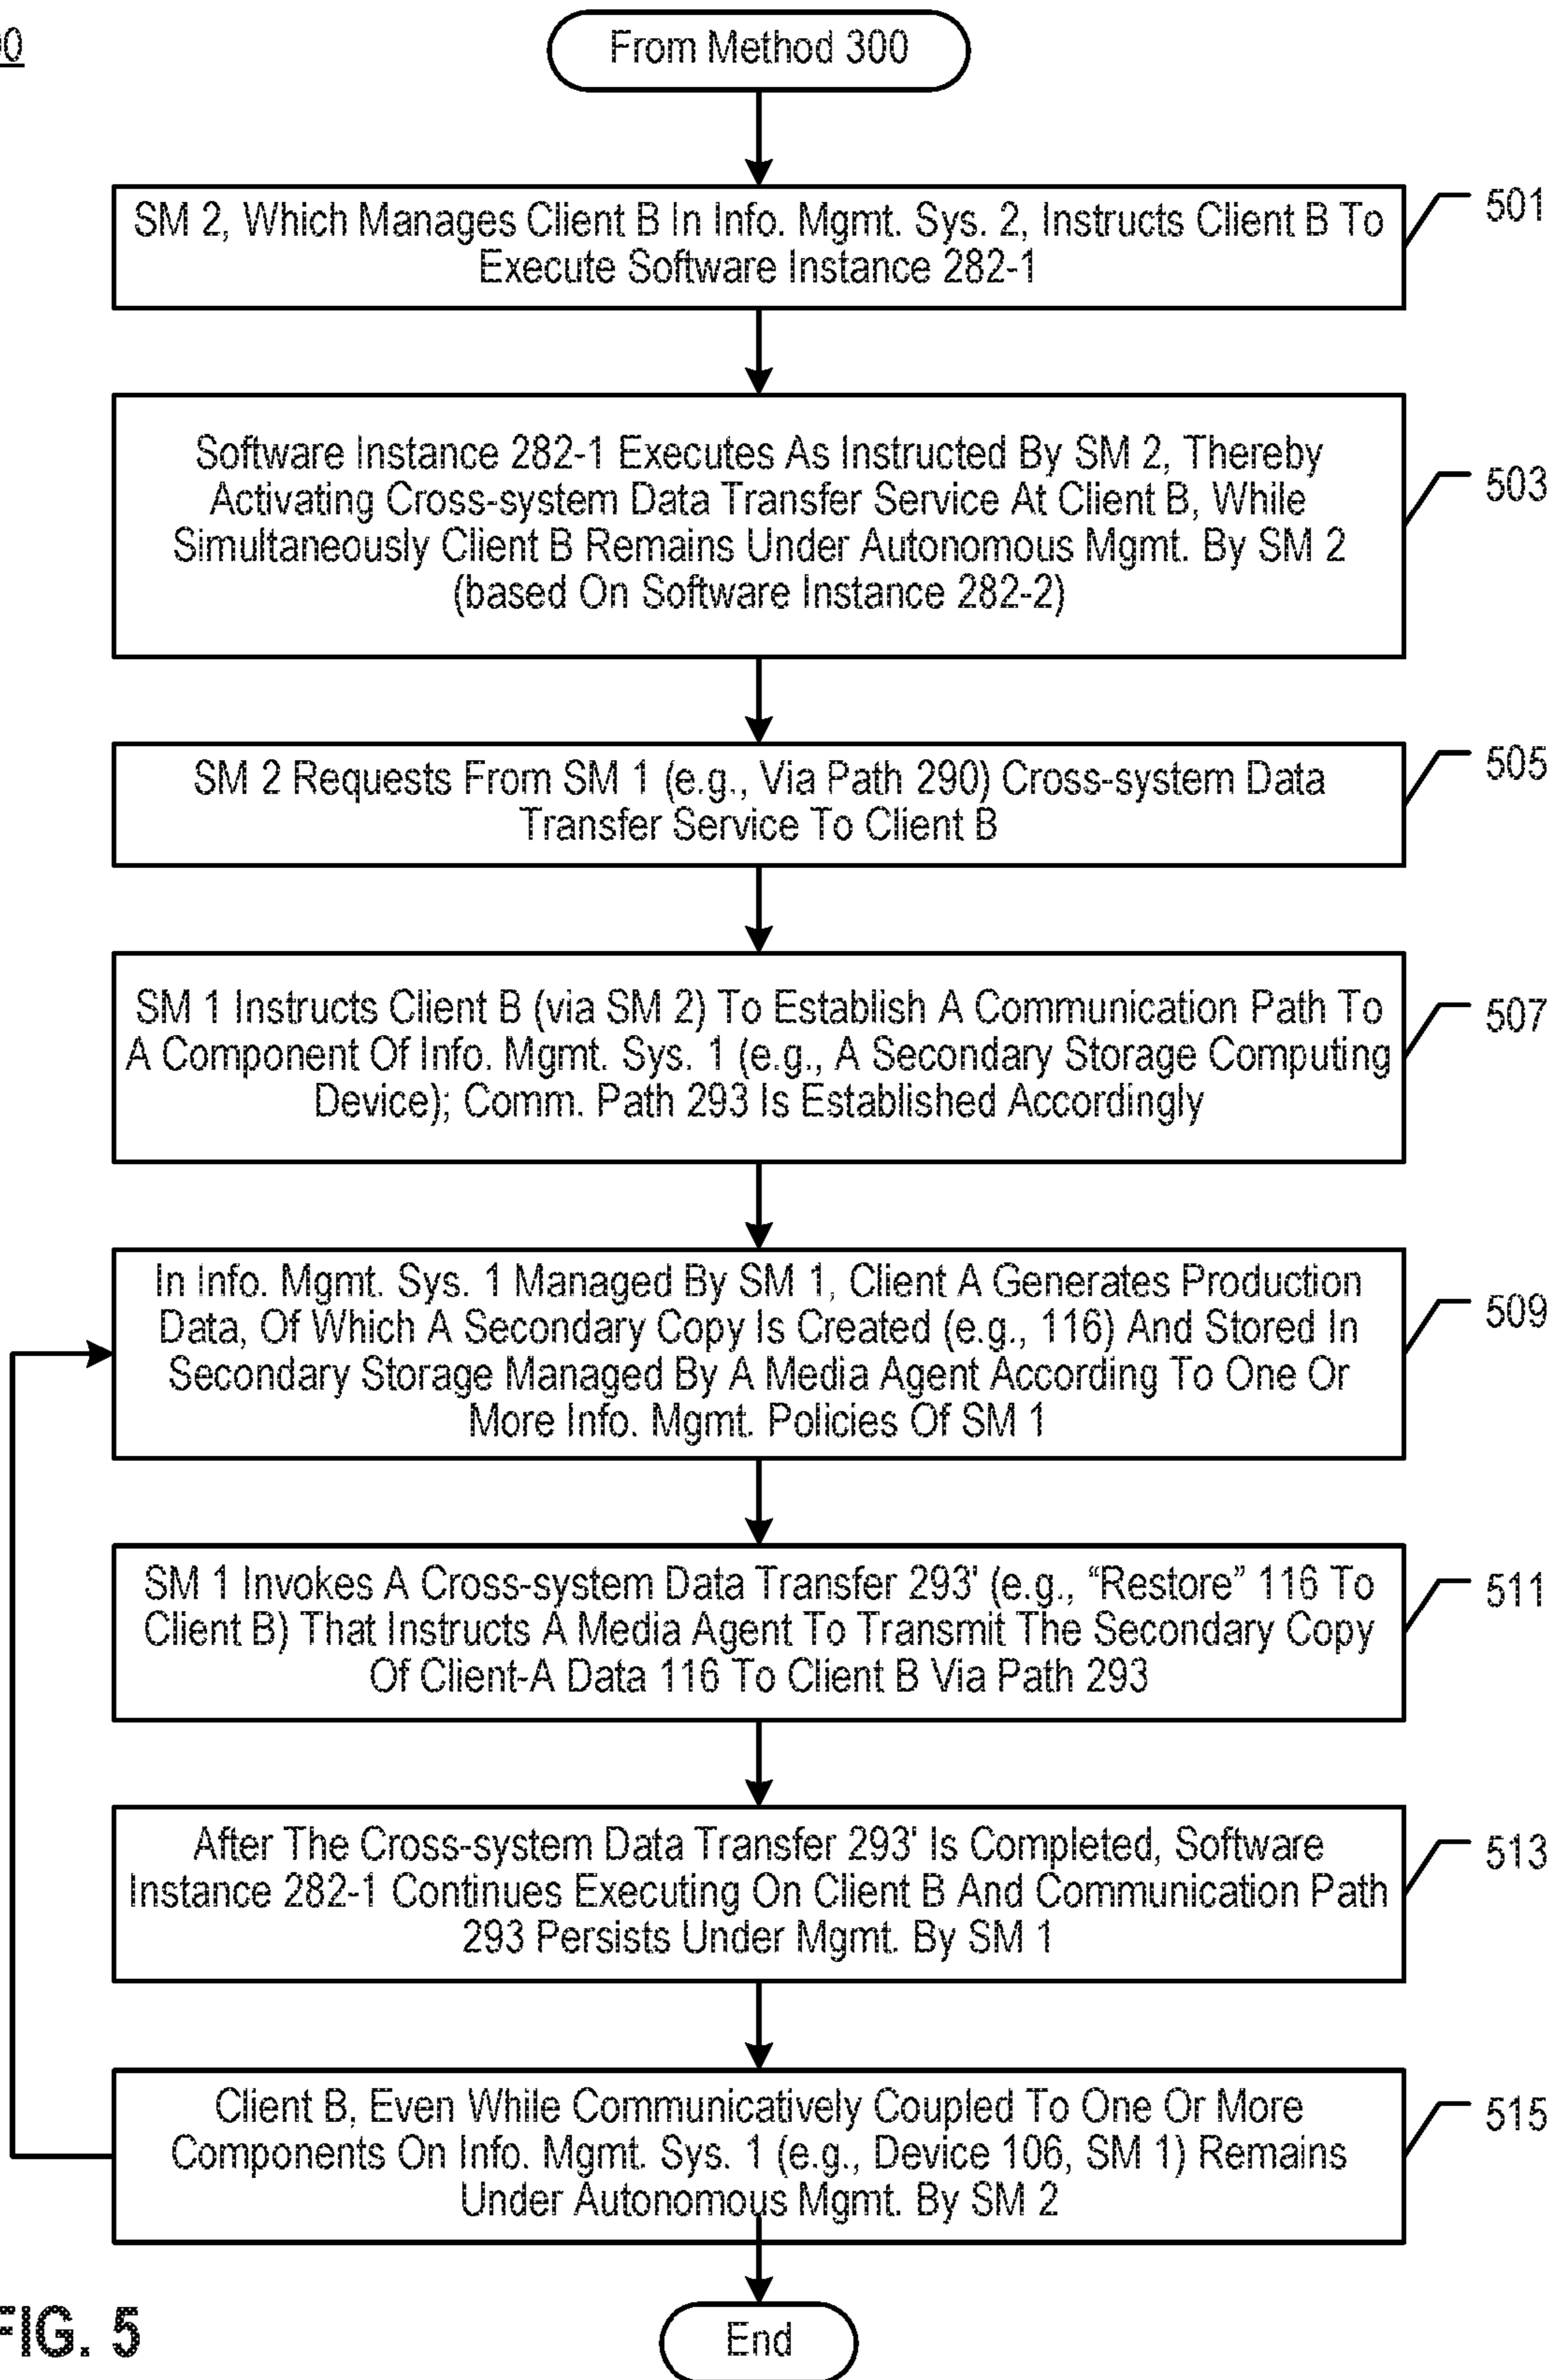 From Method 300
SM 2, Which Manages Client B In Info. Mgmt. Sys. 2, Instructs Client B To
Execute Software Instance 282-1
501
Software Instance 282-1 Executes As Instructed By SM 2, Thereby
Activating Cross-system Data Transfer Service At Client B, While
Simultaneously Client B Remains Under Autonomous Mgmt. By SM 2
(based On Software Instance 282-2)
503
SM 2 Requests From SM 1 (e.g., Via Path 290) Cross-system Data
Transfer Service To Client B
505
SM 1 Instructs Client B (via SM 2) To Establish A Communication Path To
A Component Of Info. Mgmt. Sys. 1 (e.g., A Secondary Storage Computing
Device); Comm. Path 293 Is Established Accordingly
507
In Info. Mgmt. Sys. 1 Managed By SM 1, Client A Generates Production
Data, Of Which A Secondary Copy Is Created (e.g., 116) And Stored In
Secondary Storage Managed By A Media Agent According To One Or
More Info. Mgmt. Policies Of SM 1
509
SM 1 Invokes A Cross-system Data Transfer 293' (e.g., “Restore” 116 To
Client B) That Instructs A Media Agent To Transmit The Secondary Copy
Of Client-A Data 116 To Client B Via Path 293
511
After The Cross-system Data Transfer 293' Is Completed, Software
Instance 282-1 Continues Executing On Client B And Communication Path
293 Persists Under Mgmt. By SM 1
513
Client B, Even While Communicatively Coupled To One Or More
Components On Info. Mgmt. Sys. 1 (e.g., Device 106, SM 1) Remains
Under Autonomous Mgmt. By SM 2
515
End
FIG. 5